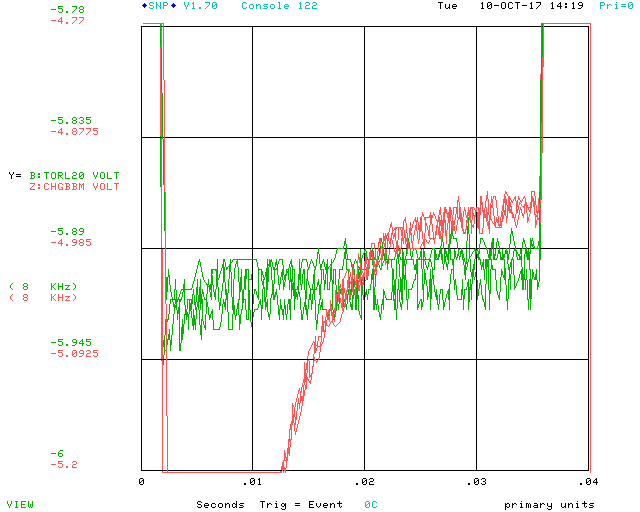 -5.78 ◆SNP◆ V1.70 Console 122 Tue 10-OCT-17 14:19 Pri=0
-4.22
-5.835
-4.8775
Y= B:TORL20 VOLT
Z:CHGBBM VOLT
-5.89
-4.985
( 8 KHz)
( 8 KHz)
-5.945
-5.0925
-6
-5.2
0 .01 .02 .03 .04
VIEW Seconds Trig = Event 0C primary units